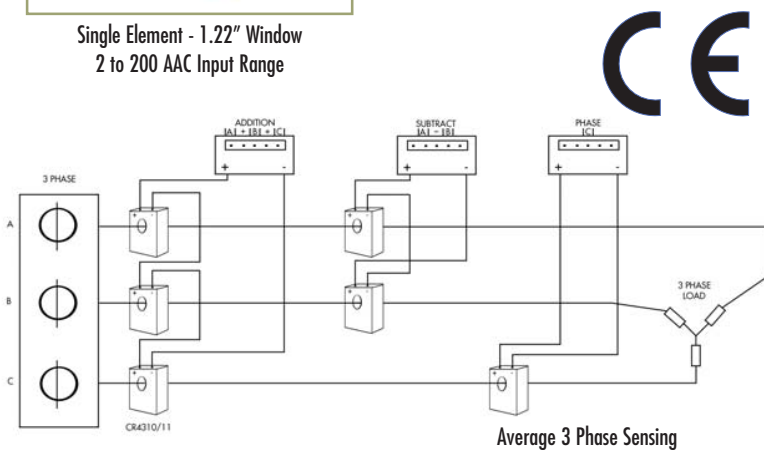 Single Element - 1.22" Window
2 to 200 AAC Input Range
CE
ADDITION
|A| + |B| + |C|
+ -
SUBTRACT
|A| - |B|
+ -
PHASE
|C|
+ -
3 PHASE
A
+ -
+ -
B
+ -
+ -
3 PHASE
LOAD
C
+ -
+ -
CR4310/11
Average 3 Phase Sensing